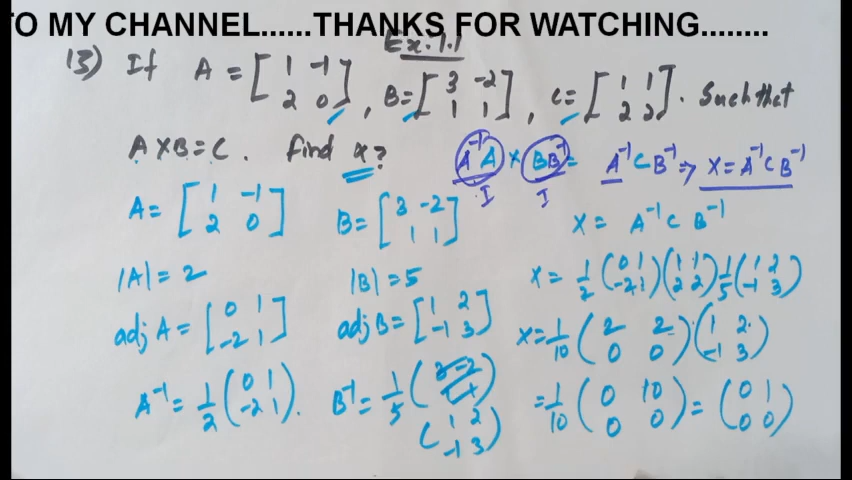 TO MY CHANNEL......THANKS FOR WATCHING........
Ex. 1.1
13) If A = [1 -1; 2 0], B = [3 -2; 1 1], C = [1 1; 2 2]. Such that
A X B = C. Find x?
A⁻¹A X BB⁻¹ = A⁻¹CB⁻¹ ⇒ X = A⁻¹CB⁻¹
I I
A = [1 -1; 2 0]
|A| = 2
adj A = [0 1; -2 1]
A⁻¹ = 1/2 (0 1; -2 1).
B = [3 -2; 1 1]
|B| = 5
adj B = [1 2; -1 3]
B⁻¹ = 1/5
(1 2; -1 3)
X = A⁻¹ C B⁻¹
X = 1/2 (0 1; -2 1) (1 1; 2 2) 1/5 (1 2; -1 3)
X = 1/10 (2 2; 0 0) (1 2; -1 3)
= 1/10 (0 10; 0 0) = (0 1; 0 0)